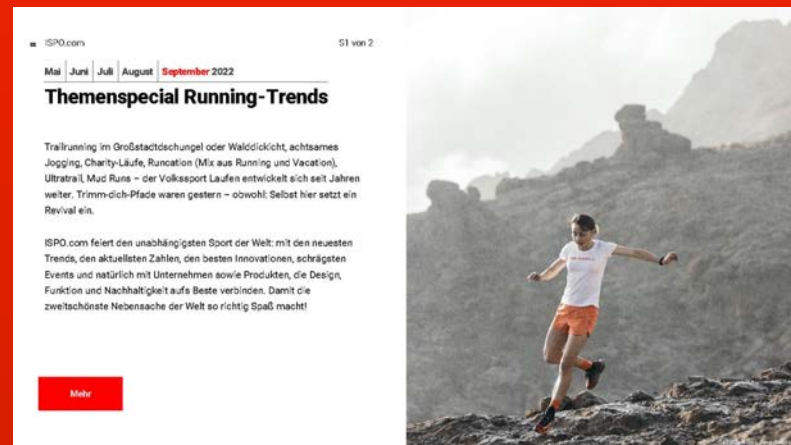 ISPO.com
S1 von 2
Mai Juni Juli August September 2022
Themenspecial Running-Trends
Trailrunning im Großstadtdschungel oder Walddickicht, achtsames
Jogging, Charity-Läufe, Runcation (Mix aus Running und Vacation),
Ultratrail, Mud Runs – der Volkssport Laufen entwickelt sich seit Jahren
weiter. Trimm-dich-Pfade waren gestern – obwohl: Selbst hier setzt ein
Revival ein.
ISPO.com feiert den unabhängigsten Sport der Welt: mit den neuesten
Trends, den aktuellsten Zahlen, den besten Innovationen, schrägsten
Events und natürlich mit Unternehmen sowie Produkten, die Design,
Funktion und Nachhaltigkeit aufs Beste verbinden. Damit die
zweitschönste Nebensache der Welt so richtig Spaß macht!
Mehr